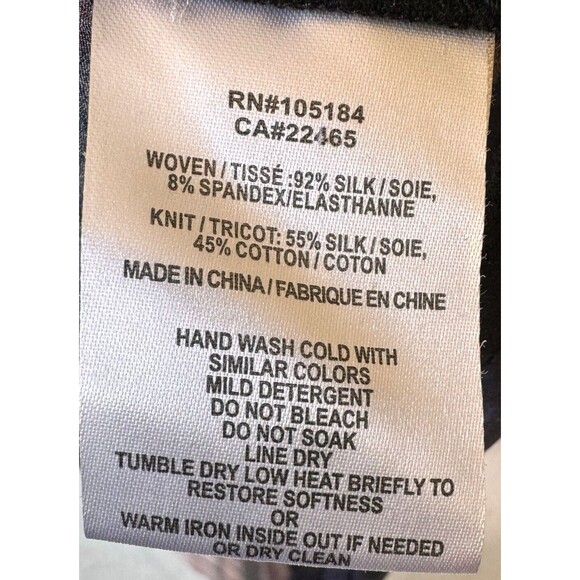 RN#105184
CA#22465
WOVEN / TISSÉ :92% SILK / SOIE,
8% SPANDEX/ELASTHANNE
KNIT / TRICOT: 55% SILK / SOIE,
45% COTTON / COTON
MADE IN CHINA / FABRIQUE EN CHINE
HAND WASH COLD WITH
SIMILAR COLORS
MILD DETERGENT
DO NOT BLEACH
DO NOT SOAK
LINE DRY
TUMBLE DRY LOW HEAT BRIEFLY TO
RESTORE SOFTNESS
OR
WARM IRON INSIDE OUT IF NEEDED
OR DRY CLEAN